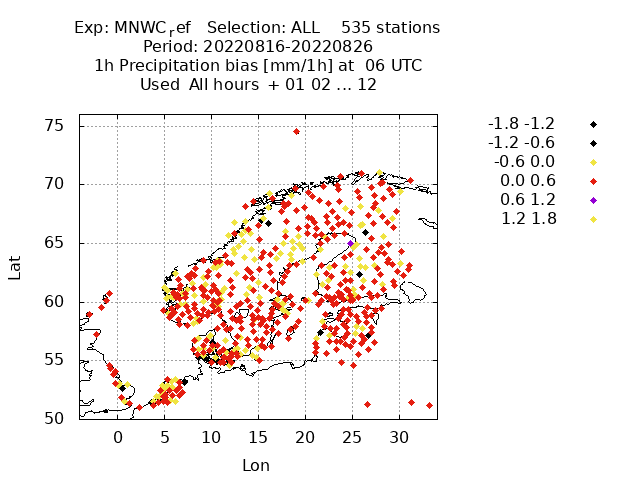 Exp: MNWC_ref   Selection: ALL    535 stations
Period: 20220816-20220826
1h Precipitation bias [mm/1h] at  06 UTC
Used  All hours  + 01 02 ... 12
-1.8 -1.2
-1.2 -0.6
-0.6 0.0
0.0 0.6
0.6 1.2
1.2 1.8
75
70
65
60
55
50
Lat
0 5 10 15 20 25 30
Lon